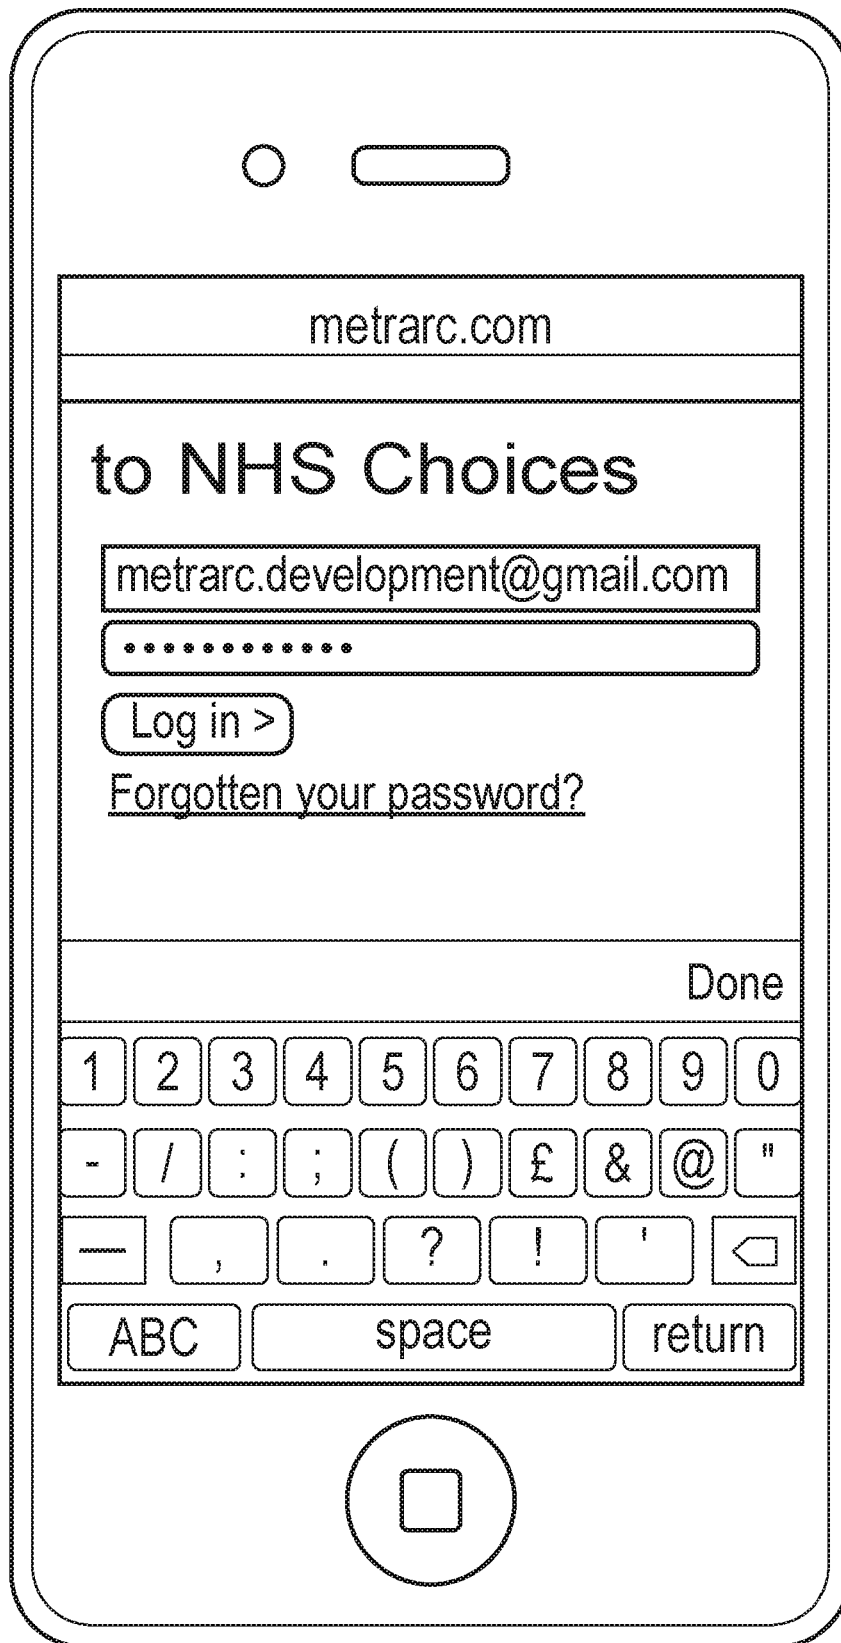 metrarc.com
to NHS Choices
metrarc.development@gmail.com
••••••••••••
Log in >
Forgotten your password?
Done
1 2 3 4 5 6 7 8 9 0
- / : ; ( ) £ & @ "
— , . ? ! '
ABC space return